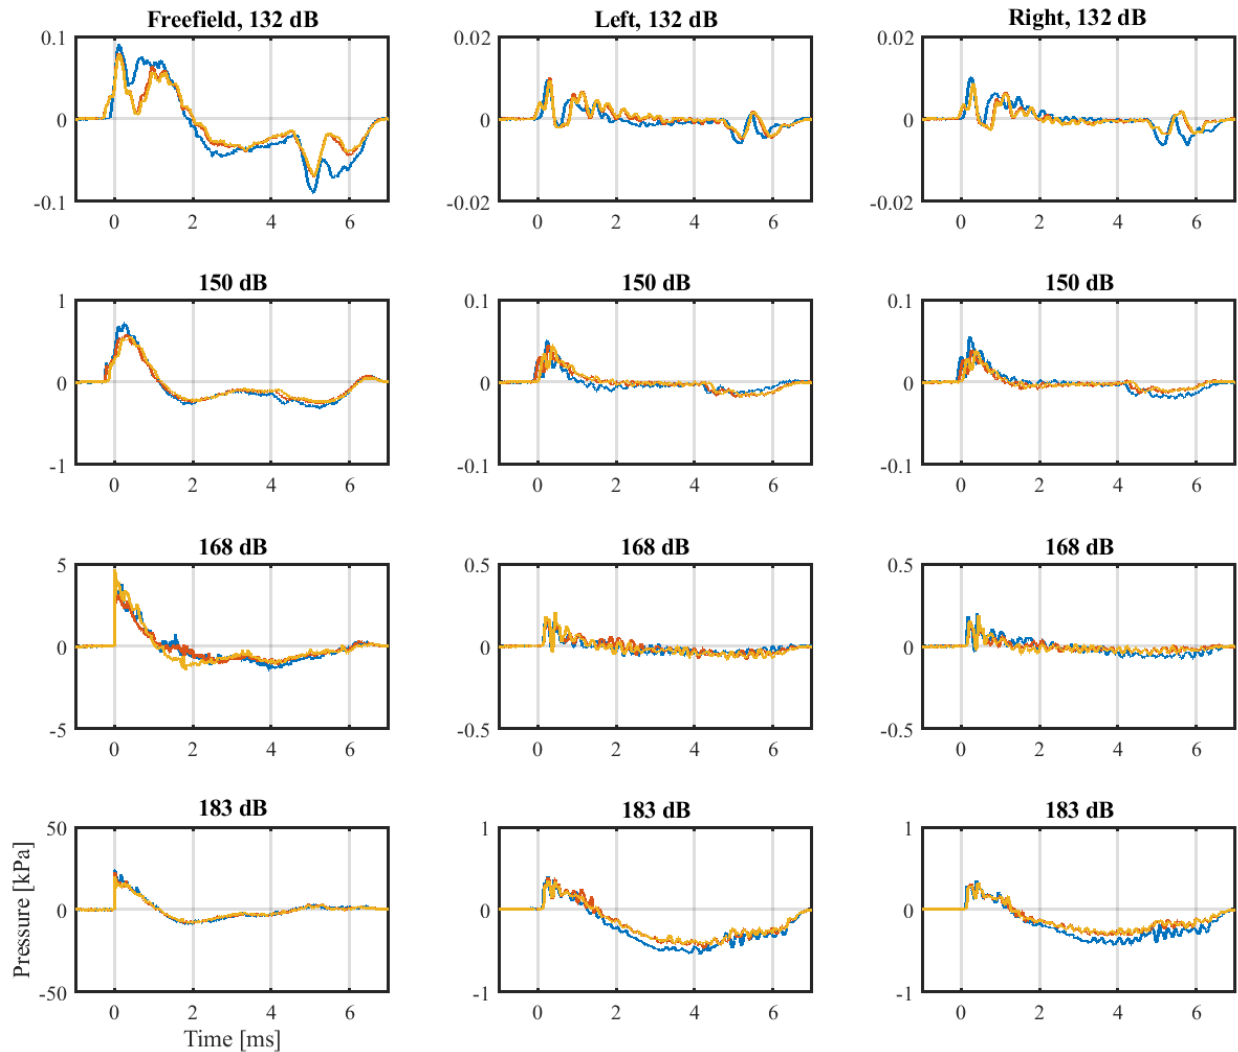 Freefield, 132 dB
Left, 132 dB
Right, 132 dB
0.1
0
-0.1
0 2 4 6
0.02
0
-0.02
0 2 4 6
0.02
0
-0.02
0 2 4 6
150 dB
150 dB
150 dB
1
0
-1
0 2 4 6
0.1
0
-0.1
0 2 4 6
0.1
0
-0.1
0 2 4 6
168 dB
168 dB
168 dB
5
0
-5
0 2 4 6
0.5
0
-0.5
0 2 4 6
0.5
0
-0.5
0 2 4 6
183 dB
183 dB
183 dB
Pressure [kPa]
50
0
-50
0 2 4 6
Time [ms]
1
0
-1
0 2 4 6
1
0
-1
0 2 4 6